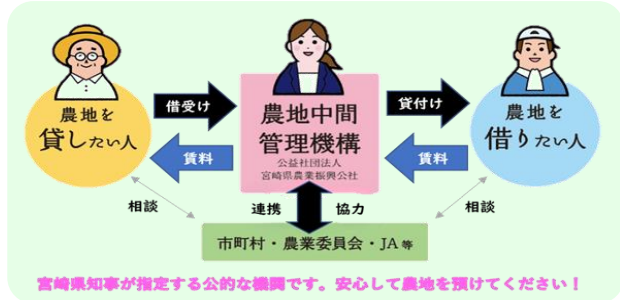 農地を
貸したい人
借受け
賃料
農地中間
管理機構
公益社団法人
宮崎県農業振興公社
貸付け
賃料
農地を
借りたい人
相談
連携
協力
相談
市町村・農業委員会・JA等
宮崎県知事が指定する公的な機関です。安心して農地を預けてください！